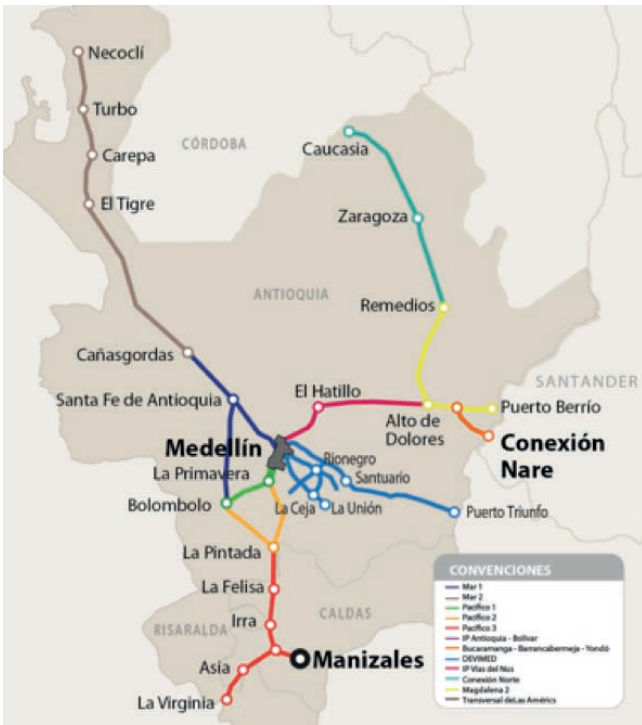 Necoclí
Turbo
CÓRDOBA
Caucasia
Carepa
El Tigre
Zaragoza
ANTIOQUIA
Remedios
Cañasgordas
SANTANDER
Santa Fe de Antioquia
El Hatillo
Alto de
Dolores
Puerto Berrío
Conexión
Nare
Medellín
Rionegro
La Primavera
Santuario
Bolombolo
La Ceja
La Unión
Puerto Triunfo
La Pintada
La Felisa
CALDAS
Irra
RISARALDA
Manizales
Asía
La Virginia
CONVENCIONES
Mar 1
Mar 2
Pacífico 1
Pacífico 2
Pacífico 3
IP Antioquia - Bolívar
Bucaramanga - Barrancabermeja - Yondó
DEVIMED
IP Vías del Nus
Conexión Norte
Magdalena 2
Transversal deLas Américs